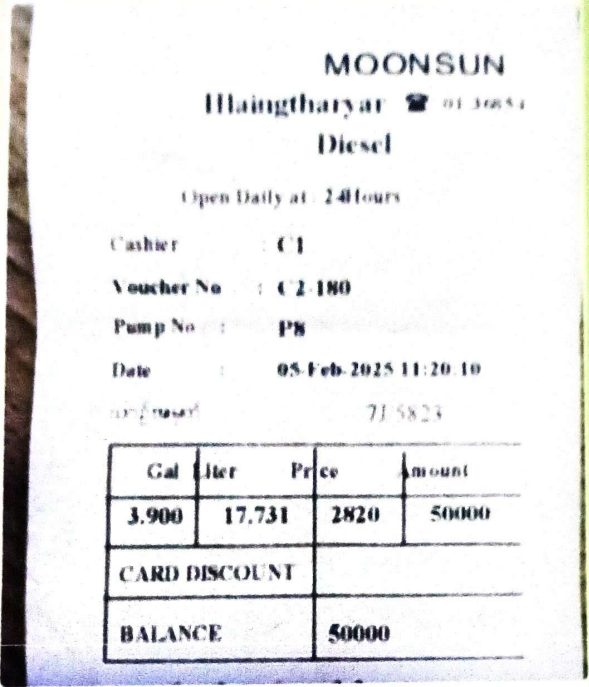 MOONSUN
Hlaingtharyar ☎
Diesel
Open Daily at : 24Hours
Cashier : C1
Voucher No : C2-180
Pump No : P8
Date : 05-Feb-2025 11:20:10
7J 5823
Gal Liter Price Amount
3.900 17.731 2820 50000
CARD DISCOUNT
BALANCE 50000